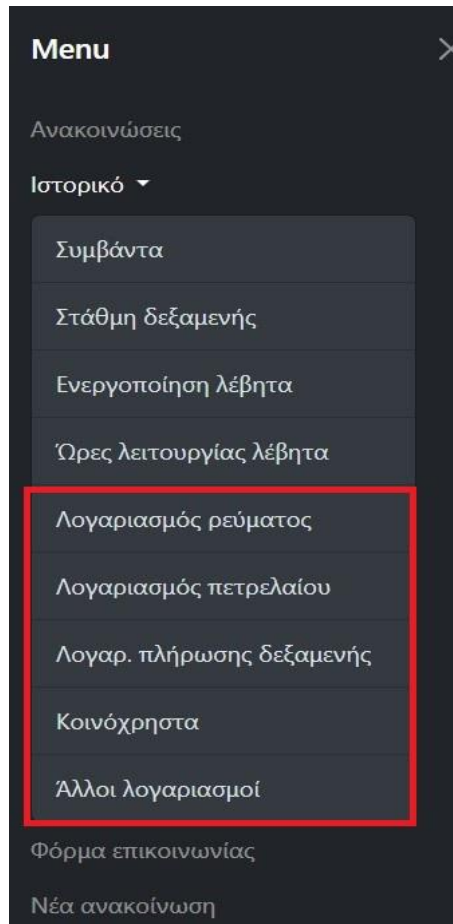 Menu
Ανακοινώσεις
Ιστορικό
Συμβάντα
Στάθμη δεξαμενής
Ενεργοποίηση λέβητα
Ώρες λειτουργίας λέβητα
Λογαριασμός ρεύματος
Λογαριασμός πετρελαίου
Λογαρ. πλήρωσης δεξαμενής
Κοινόχρηστα
Άλλοι λογαριασμοί
Φόρμα επικοινωνίας
Νέα ανακοίνωση